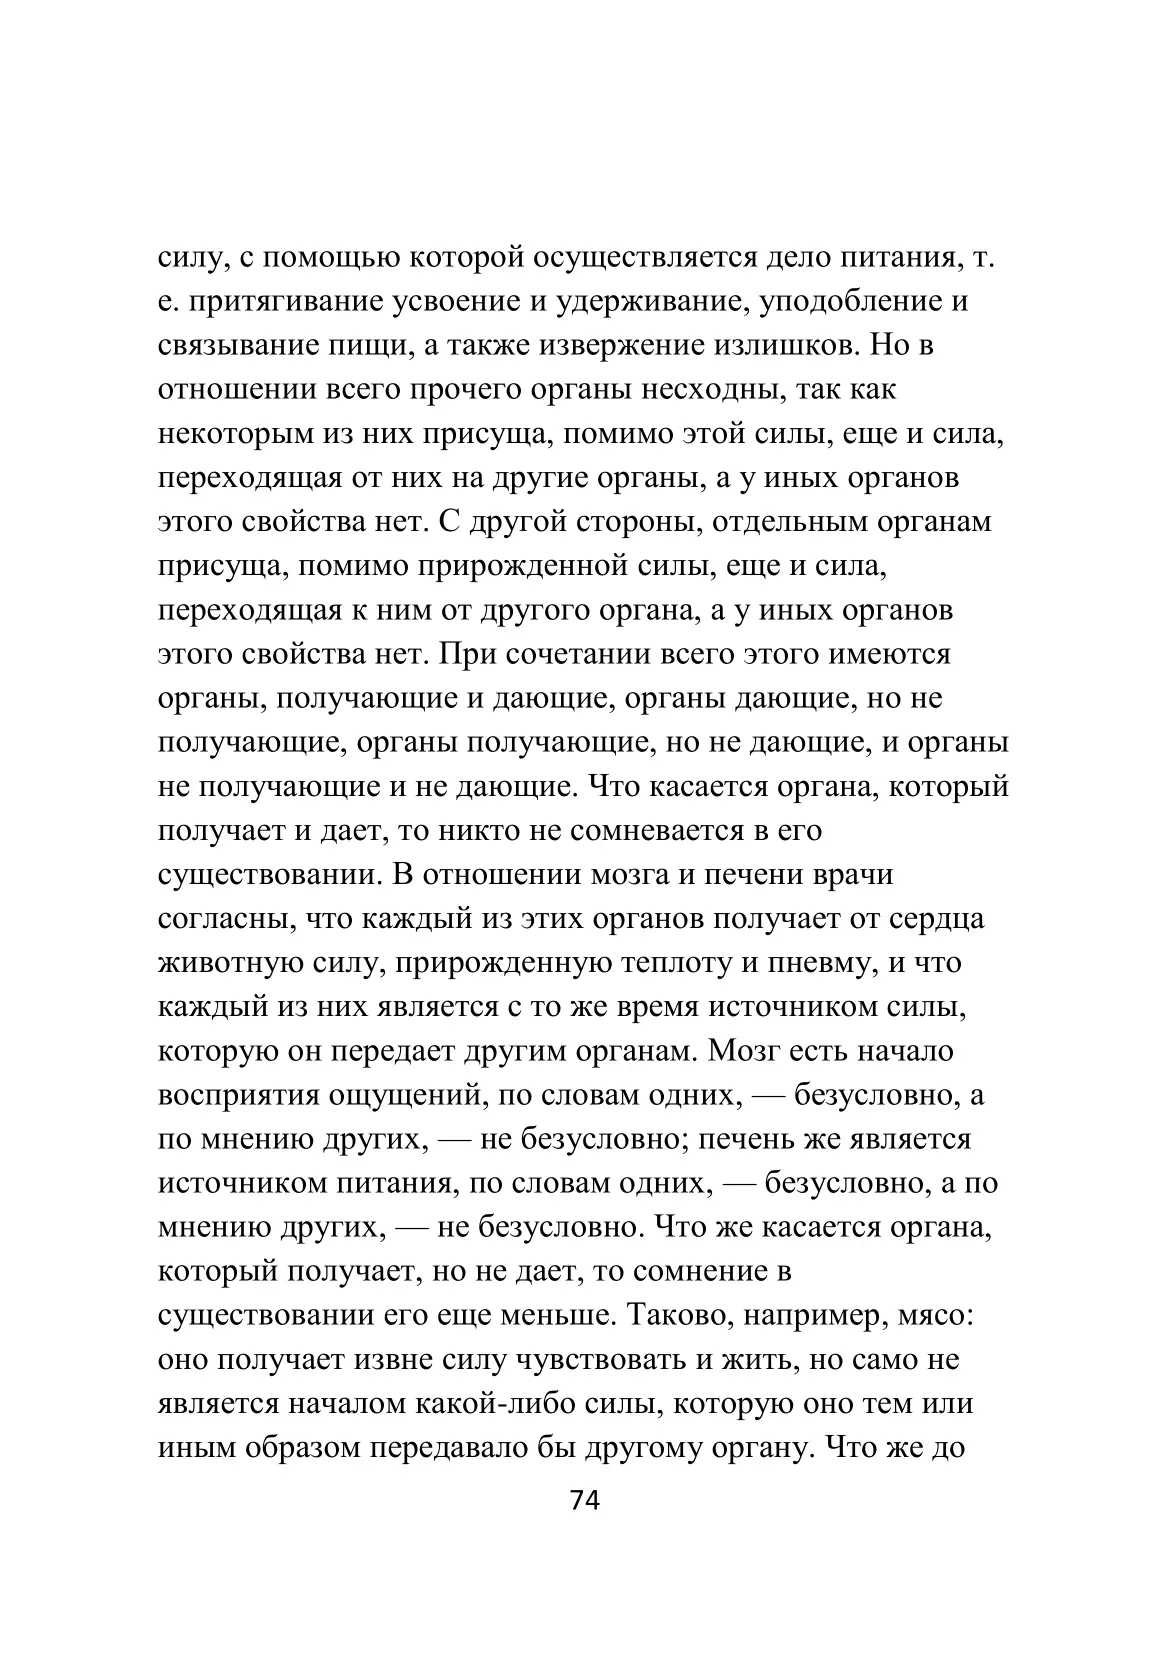 силу, с помощью которой осуществляется дело питания, т.
е. притягивание усвоение и удерживание, уподобление и
связывание пищи, а также извержение излишков. Но в
отношении всего прочего органы несходны, так как
некоторым из них присуща, помимо этой силы, еще и сила,
переходящая от них на другие органы, а у иных органов
этого свойства нет. С другой стороны, отдельным органам
присуща, помимо прирожденной силы, еще и сила,
переходящая к ним от другого органа, а у иных органов
этого свойства нет. При сочетании всего этого имеются
органы, получающие и дающие, органы дающие, но не
получающие, органы получающие, но не дающие, и органы
не получающие и не дающие. Что касается органа, который
получает и дает, то никто не сомневается в его
существовании. В отношении мозга и печени врачи
согласны, что каждый из этих органов получает от сердца
животную силу, прирожденную теплоту и пневму, и что
каждый из них является с то же время источником силы,
которую он передает другим органам. Мозг есть начало
восприятия ощущений, по словам одних, — безусловно, а
по мнению других, — не безусловно; печень же является
источником питания, по словам одних, — безусловно, а по
мнению других, — не безусловно. Что же касается органа,
который получает, но не дает, то сомнение в
существовании его еще меньше. Таково, например, мясо:
оно получает извне силу чувствовать и жить, но само не
является началом какой-либо силы, которую оно тем или
иным образом передавало бы другому органу. Что же до
74